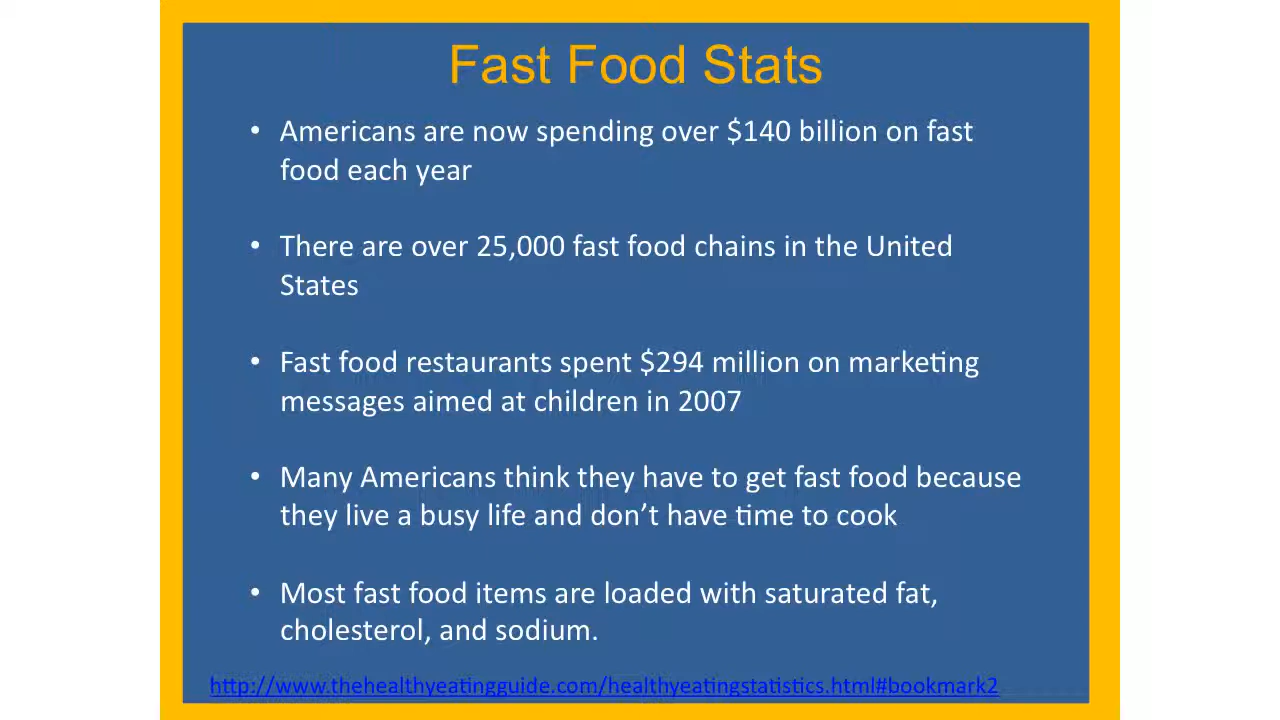 Fast Food Stats
• Americans are now spending over $140 billion on fast
food each year
• There are over 25,000 fast food chains in the United
States
• Fast food restaurants spent $294 million on marketing
messages aimed at children in 2007
• Many Americans think they have to get fast food because
they live a busy life and don’t have time to cook
• Most fast food items are loaded with saturated fat,
cholesterol, and sodium.
http://www.thehealthyeatingguide.com/healthyeatingstatistics.html#bookmark2